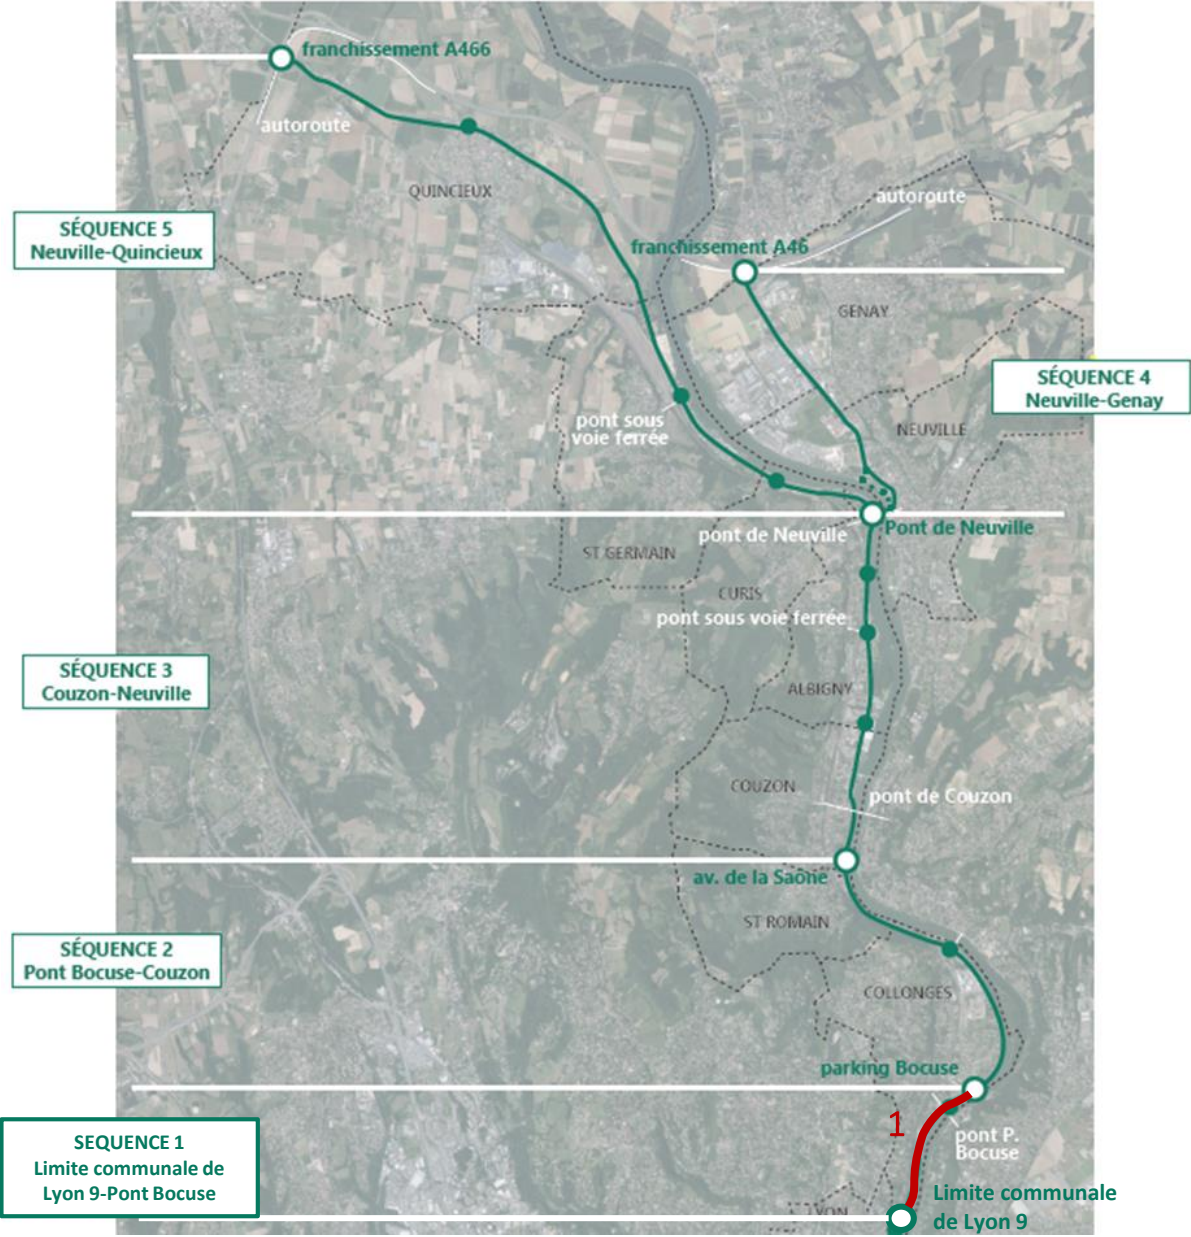 franchissement A466
autoroute
QUINCIEUX
autoroute
SÉQUENCE 5
Neuville-Quincieux
franchissement A46
GENAY
SÉQUENCE 4
Neuville-Genay
pont sous
voie ferrée
NEUVILLE
pont de Neuville
Pont de Neuville
ST GERMAIN
CURIS
pont sous voie ferrée
SÉQUENCE 3
Couzon-Neuville
ALBIGNY
COUZON
pont de Couzon
av. de la Saône
ST ROMAIN
SÉQUENCE 2
Pont Bocuse-Couzon
COLLONGES
parking Bocuse
1
pont P.
Bocuse
SEQUENCE 1
Limite communale de
Lyon 9-Pont Bocuse
LYON
Limite communale
de Lyon 9